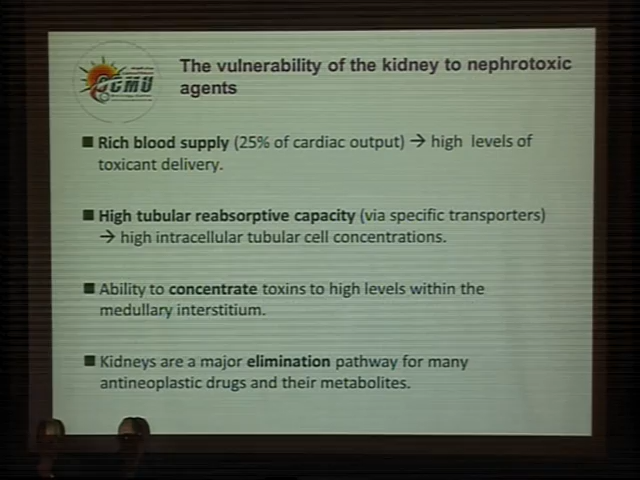 The vulnerability of the kidney to nephrotoxic
agents
GCMU
Rich blood supply (25% of cardiac output) → high levels of
toxicant delivery.
High tubular reabsorptive capacity (via specific transporters)
→ high intracellular tubular cell concentrations.
Ability to concentrate toxins to high levels within the
medullary interstitium.
Kidneys are a major elimination pathway for many
antineoplastic drugs and their metabolites.